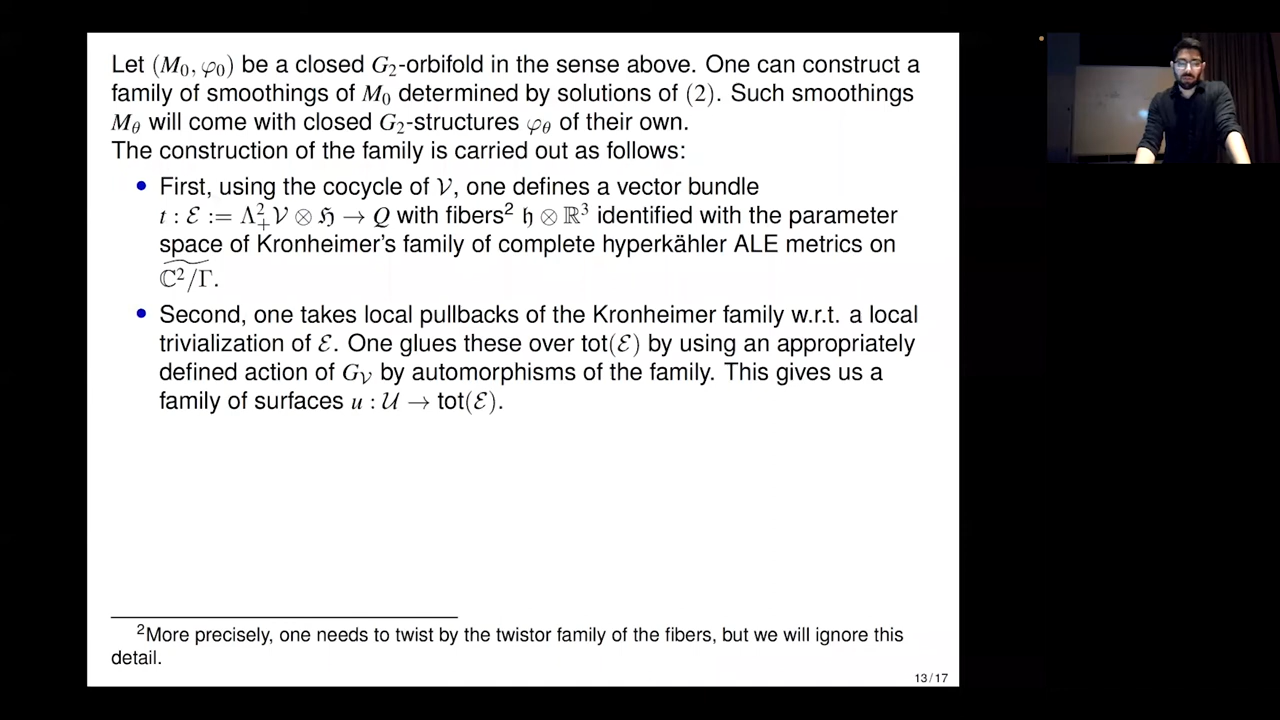 Let (M₀, φ₀) be a closed G₂-orbifold in the sense above. One can construct a
family of smoothings of M₀ determined by solutions of (2). Such smoothings
M_θ will come with closed G₂-structures φ_θ of their own.
The construction of the family is carried out as follows:
• First, using the cocycle of 𝒱, one defines a vector bundle
t : ℰ := Λ²₊𝒱 ⊗ ℌ → Q with fibers² 𝔥 ⊗ ℝ³ identified with the parameter
space of Kronheimer's family of complete hyperkähler ALE metrics on
\widetilde{ℂ²/Γ}.
• Second, one takes local pullbacks of the Kronheimer family w.r.t. a local
trivialization of ℰ. One glues these over tot(ℰ) by using an appropriately
defined action of G_𝒱 by automorphisms of the family. This gives us a
family of surfaces u : 𝒰 → tot(ℰ).
²More precisely, one needs to twist by the twistor family of the fibers, but we will ignore this
detail.
13 / 17